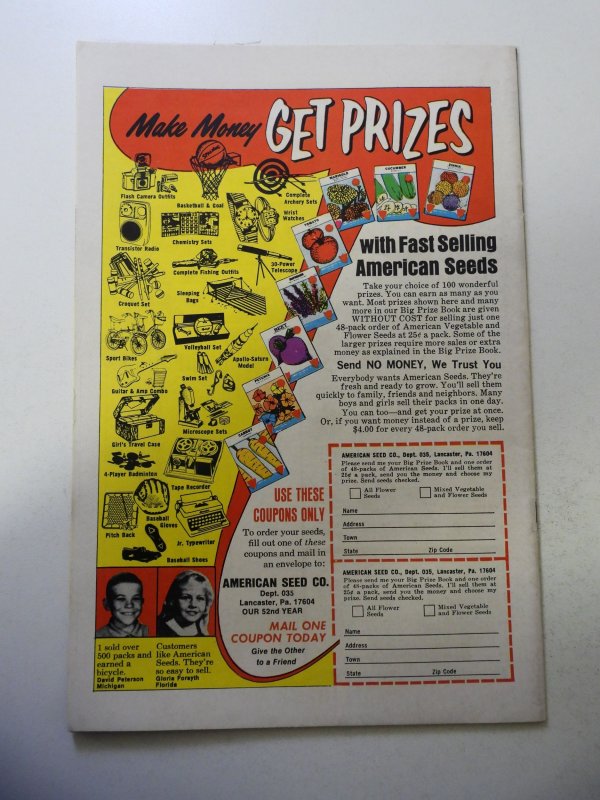 Make Money GET PRIZES
Flash Camera Outfits
Basketball & Goal
Complete
Archery Sets
Wrist
Watches
Transistor Radio
Chemistry Sets
Complete Fishing Outfits
30-Power
Telescope
Croquet Set
Sleeping
Bags
Sport Bikes
Volleyball Set
Apollo-Saturn
Model
Swim Set
Guitar & Amp Combo
Microscope Sets
Girl's Travel Case
4-Player Badminton
Tape Recorder
Baseball
Gloves
Pitch Back
Jr. Typewriter
Baseball Shoes
CUCUMBER
ZINNIA
TOMATO
BEET
with Fast Selling
American Seeds
Take your choice of 100 wonderful
prizes. You can earn as many as you
want. Most prizes shown here and many
more in our Big Prize Book are given
WITHOUT COST for selling just one
48-pack order of American Vegetable and
Flower Seeds at 25¢ a pack. Some of the
larger prizes require more sales or extra
money as explained in the Big Prize Book.
Send NO MONEY, We Trust You
Everybody wants American Seeds. They're
fresh and ready to grow. You'll sell them
quickly to family, friends and neighbors. Many
boys and girls sell their packs in one day.
You can too—and get your prize at once.
Or, if you want money instead of a prize, keep
$4.00 for every 48-pack order you sell.
USE THESE
COUPONS ONLY
To order your seeds,
fill out one of these
coupons and mail in
an envelope to:
AMERICAN SEED CO.
Dept. 035
Lancaster, Pa. 17604
OUR 52nd YEAR
MAIL ONE
COUPON TODAY
Give the Other
to a Friend
AMERICAN SEED CO., Dept. 035, Lancaster, Pa. 17604
Please send me your Big Prize Book and one order
of 48-packs of American Seeds. I'll sell them at
25¢ a pack, send you the money and choose my
prize. Send seeds checked.
All Flower
Seeds
Mixed Vegetable
and Flower Seeds
Name
Address
Town
State Zip Code
AMERICAN SEED CO., Dept. 035, Lancaster, Pa. 17604
Please send me your Big Prize Book and one order
of 48-packs of American Seeds. I'll sell them at
25¢ a pack, send you the money and choose my
prize. Send seeds checked.
All Flower
Seeds
Mixed Vegetable
and Flower Seeds
Name
Address
Town
State Zip Code
I sold over
500 packs and
earned a
bicycle.
David Peterson
Michigan
Customers
like American
Seeds. They're
so easy to sell.
Gloria Forsyth
Florida